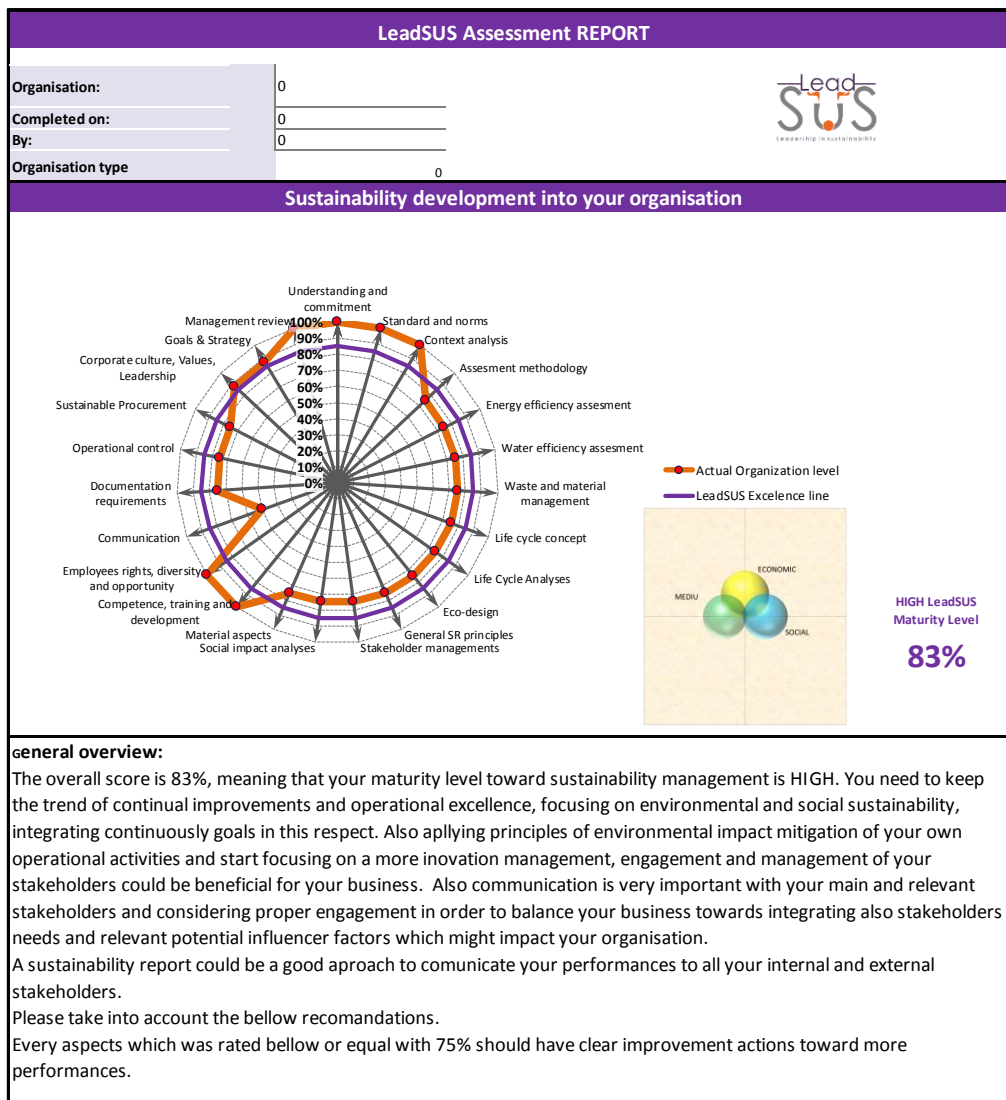 LeadSUS Assessment REPORT
Organisation:
0
Completed on:
0
By:
0
Organisation type
0
Lead
SUS
Leadership in sustainability
Sustainability development into your organisation
Understanding and
commitment
Standard and norms
Context analysis
Assesment methodology
Energy efficiency assesment
Water efficiency assesment
Waste and material
management
Life cycle concept
Life Cycle Analyses
Eco-design
General SR principles
Stakeholder managements
Social impact analyses
Material aspects
Competence, training and
development
Employees rights, diversity
and opportunity
Communication
Documentation
requirements
Operational control
Sustainable Procurement
Corporate culture, Values,
Leadership
Goals & Strategy
Management review
100%
90%
80%
70%
60%
50%
40%
30%
20%
10%
0%
Actual Organization level
LeadSUS Excelence line
ECONOMIC
MEDIU
SOCIAL
HIGH LeadSUS
Maturity Level
83%
General overview:
The overall score is 83%, meaning that your maturity level toward sustainability management is HIGH. You need to keep
the trend of continual improvements and operational excellence, focusing on environmental and social sustainability,
integrating continuously goals in this respect. Also apllying principles of environmental impact mitigation of your own
operational activities and start focusing on a more inovation management, engagement and management of your
stakeholders could be beneficial for your business.  Also communication is very important with your main and relevant
stakeholders and considering proper engagement in order to balance your business towards integrating also stakeholders
needs and relevant potential influencer factors which might impact your organisation.
A sustainability report could be a good aproach to comunicate your performances to all your internal and external
stakeholders.
Please take into account the bellow recomandations.
Every aspects which was rated bellow or equal with 75% should have clear improvement actions toward more
performances.